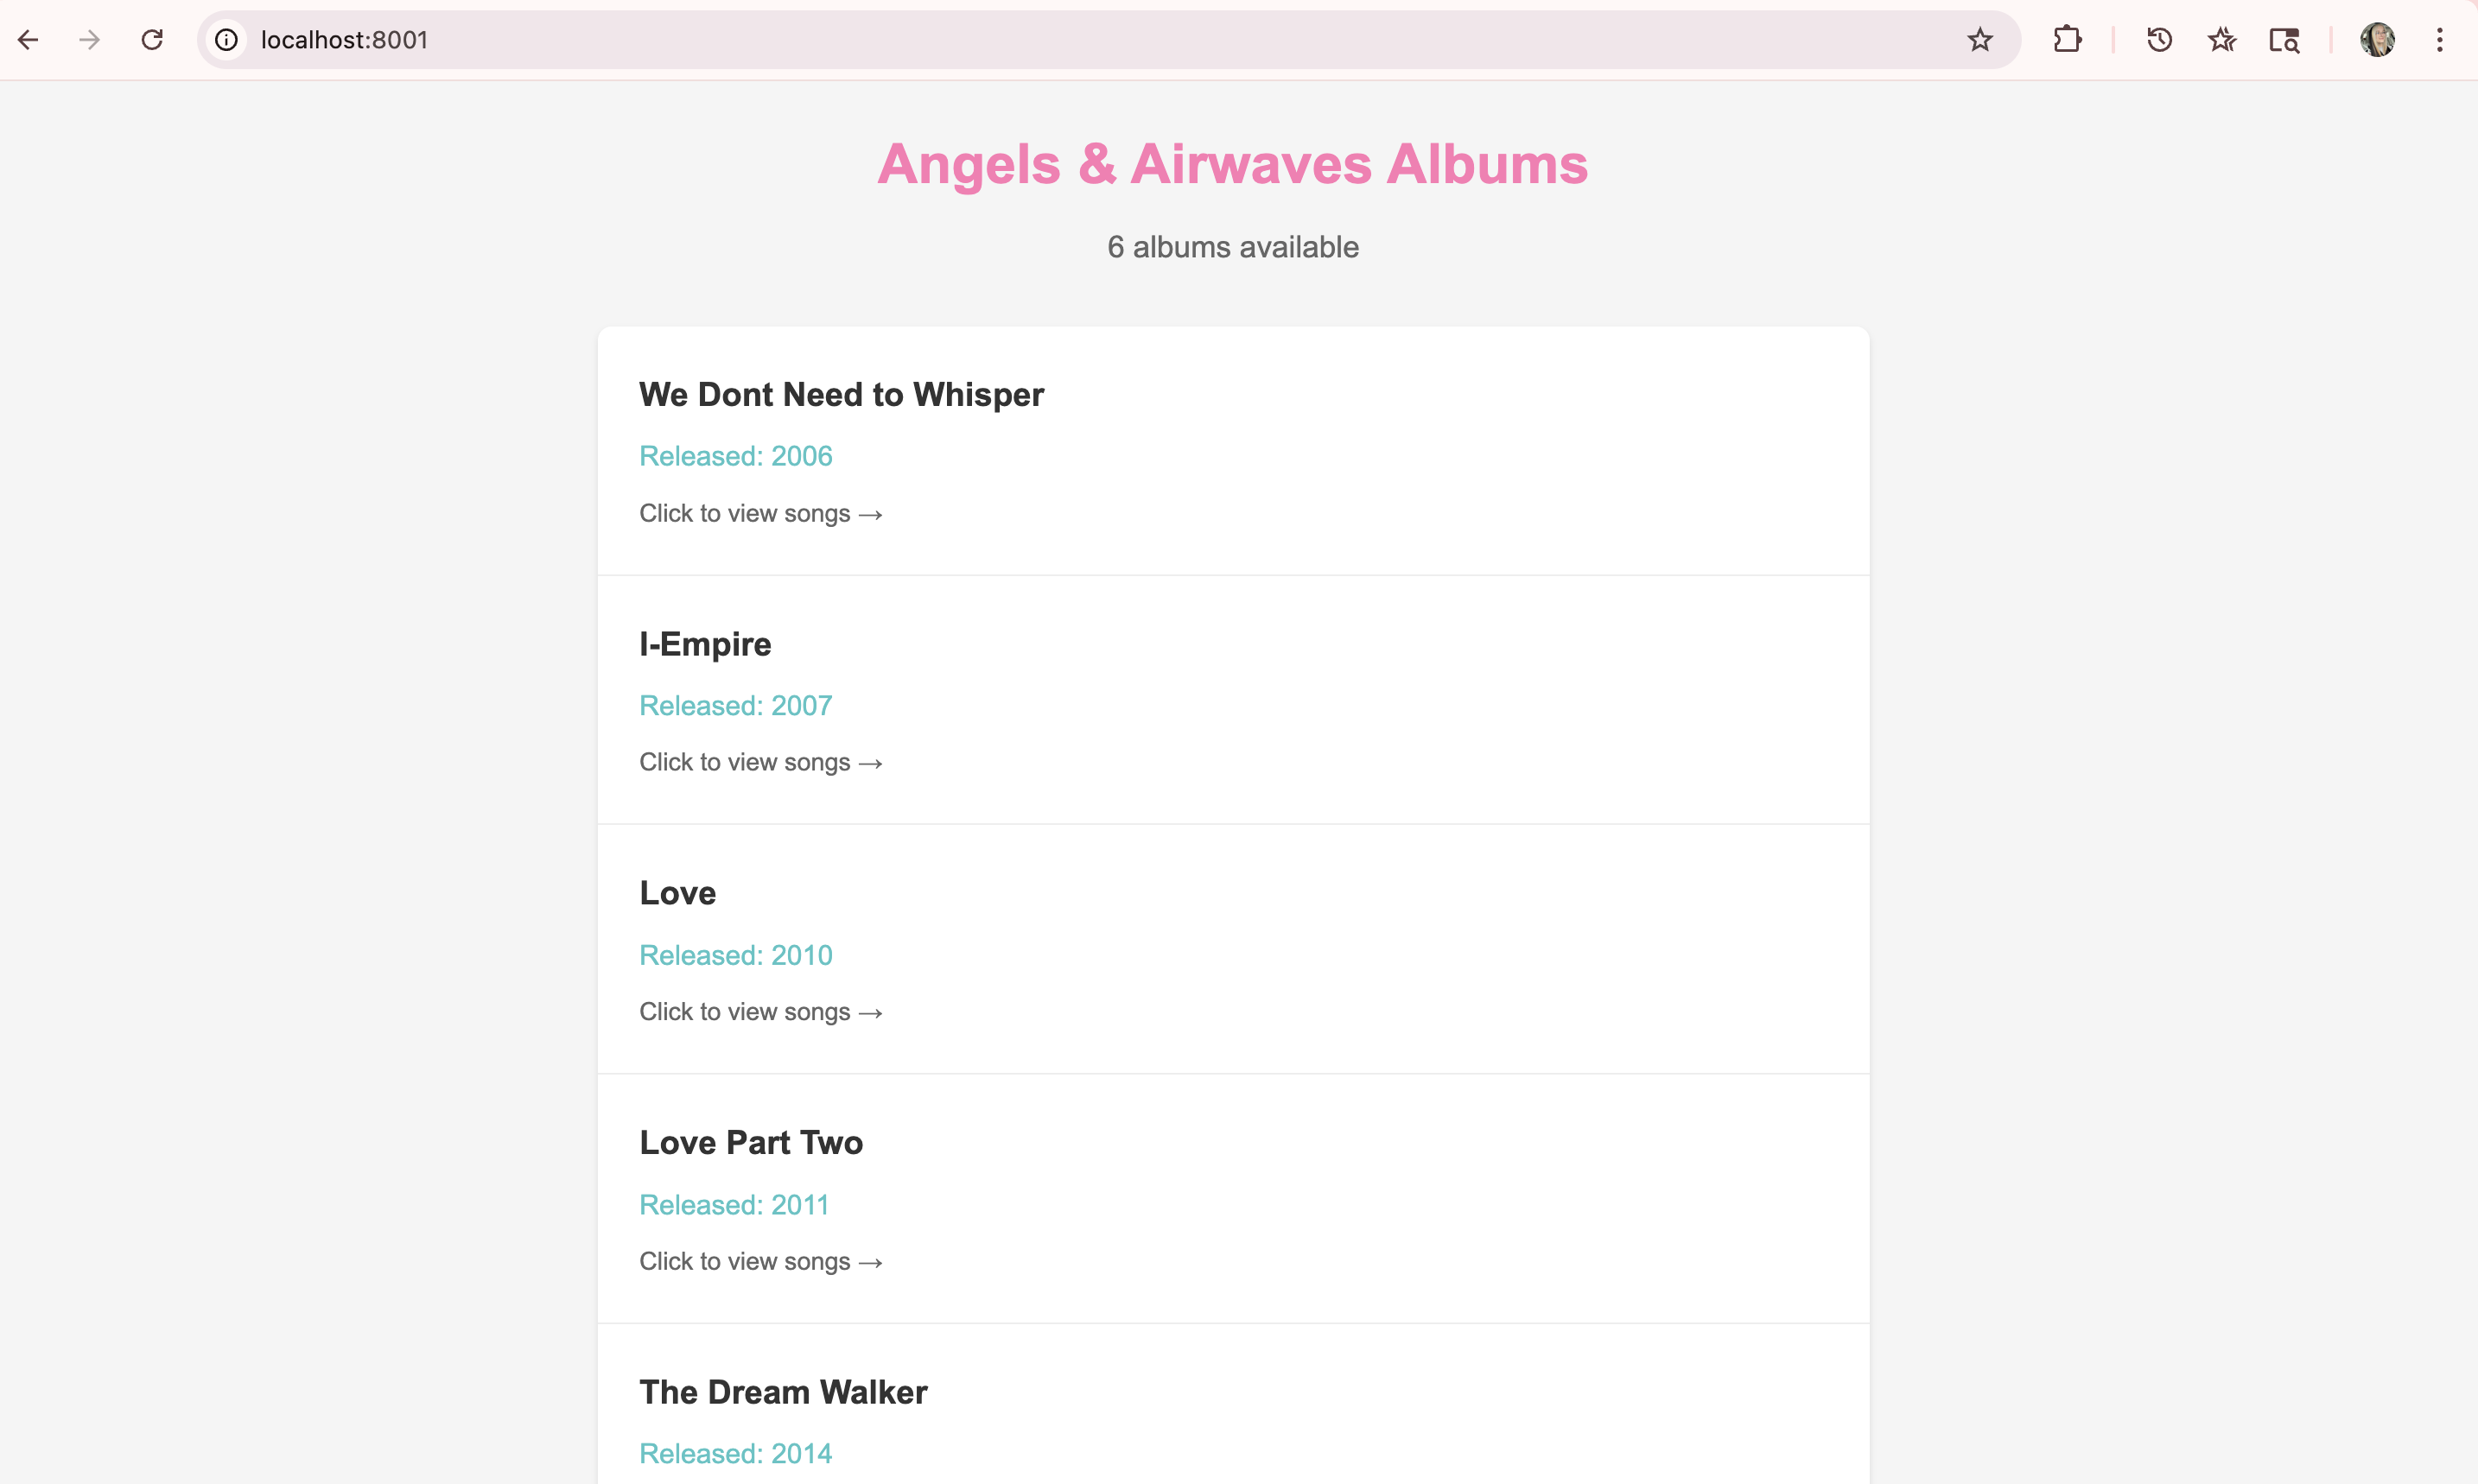 localhost:8001
Angels & Airwaves Albums
6 albums available
We Dont Need to Whisper
Released: 2006
Click to view songs →
I-Empire
Released: 2007
Click to view songs →
Love
Released: 2010
Click to view songs →
Love Part Two
Released: 2011
Click to view songs →
The Dream Walker
Released: 2014